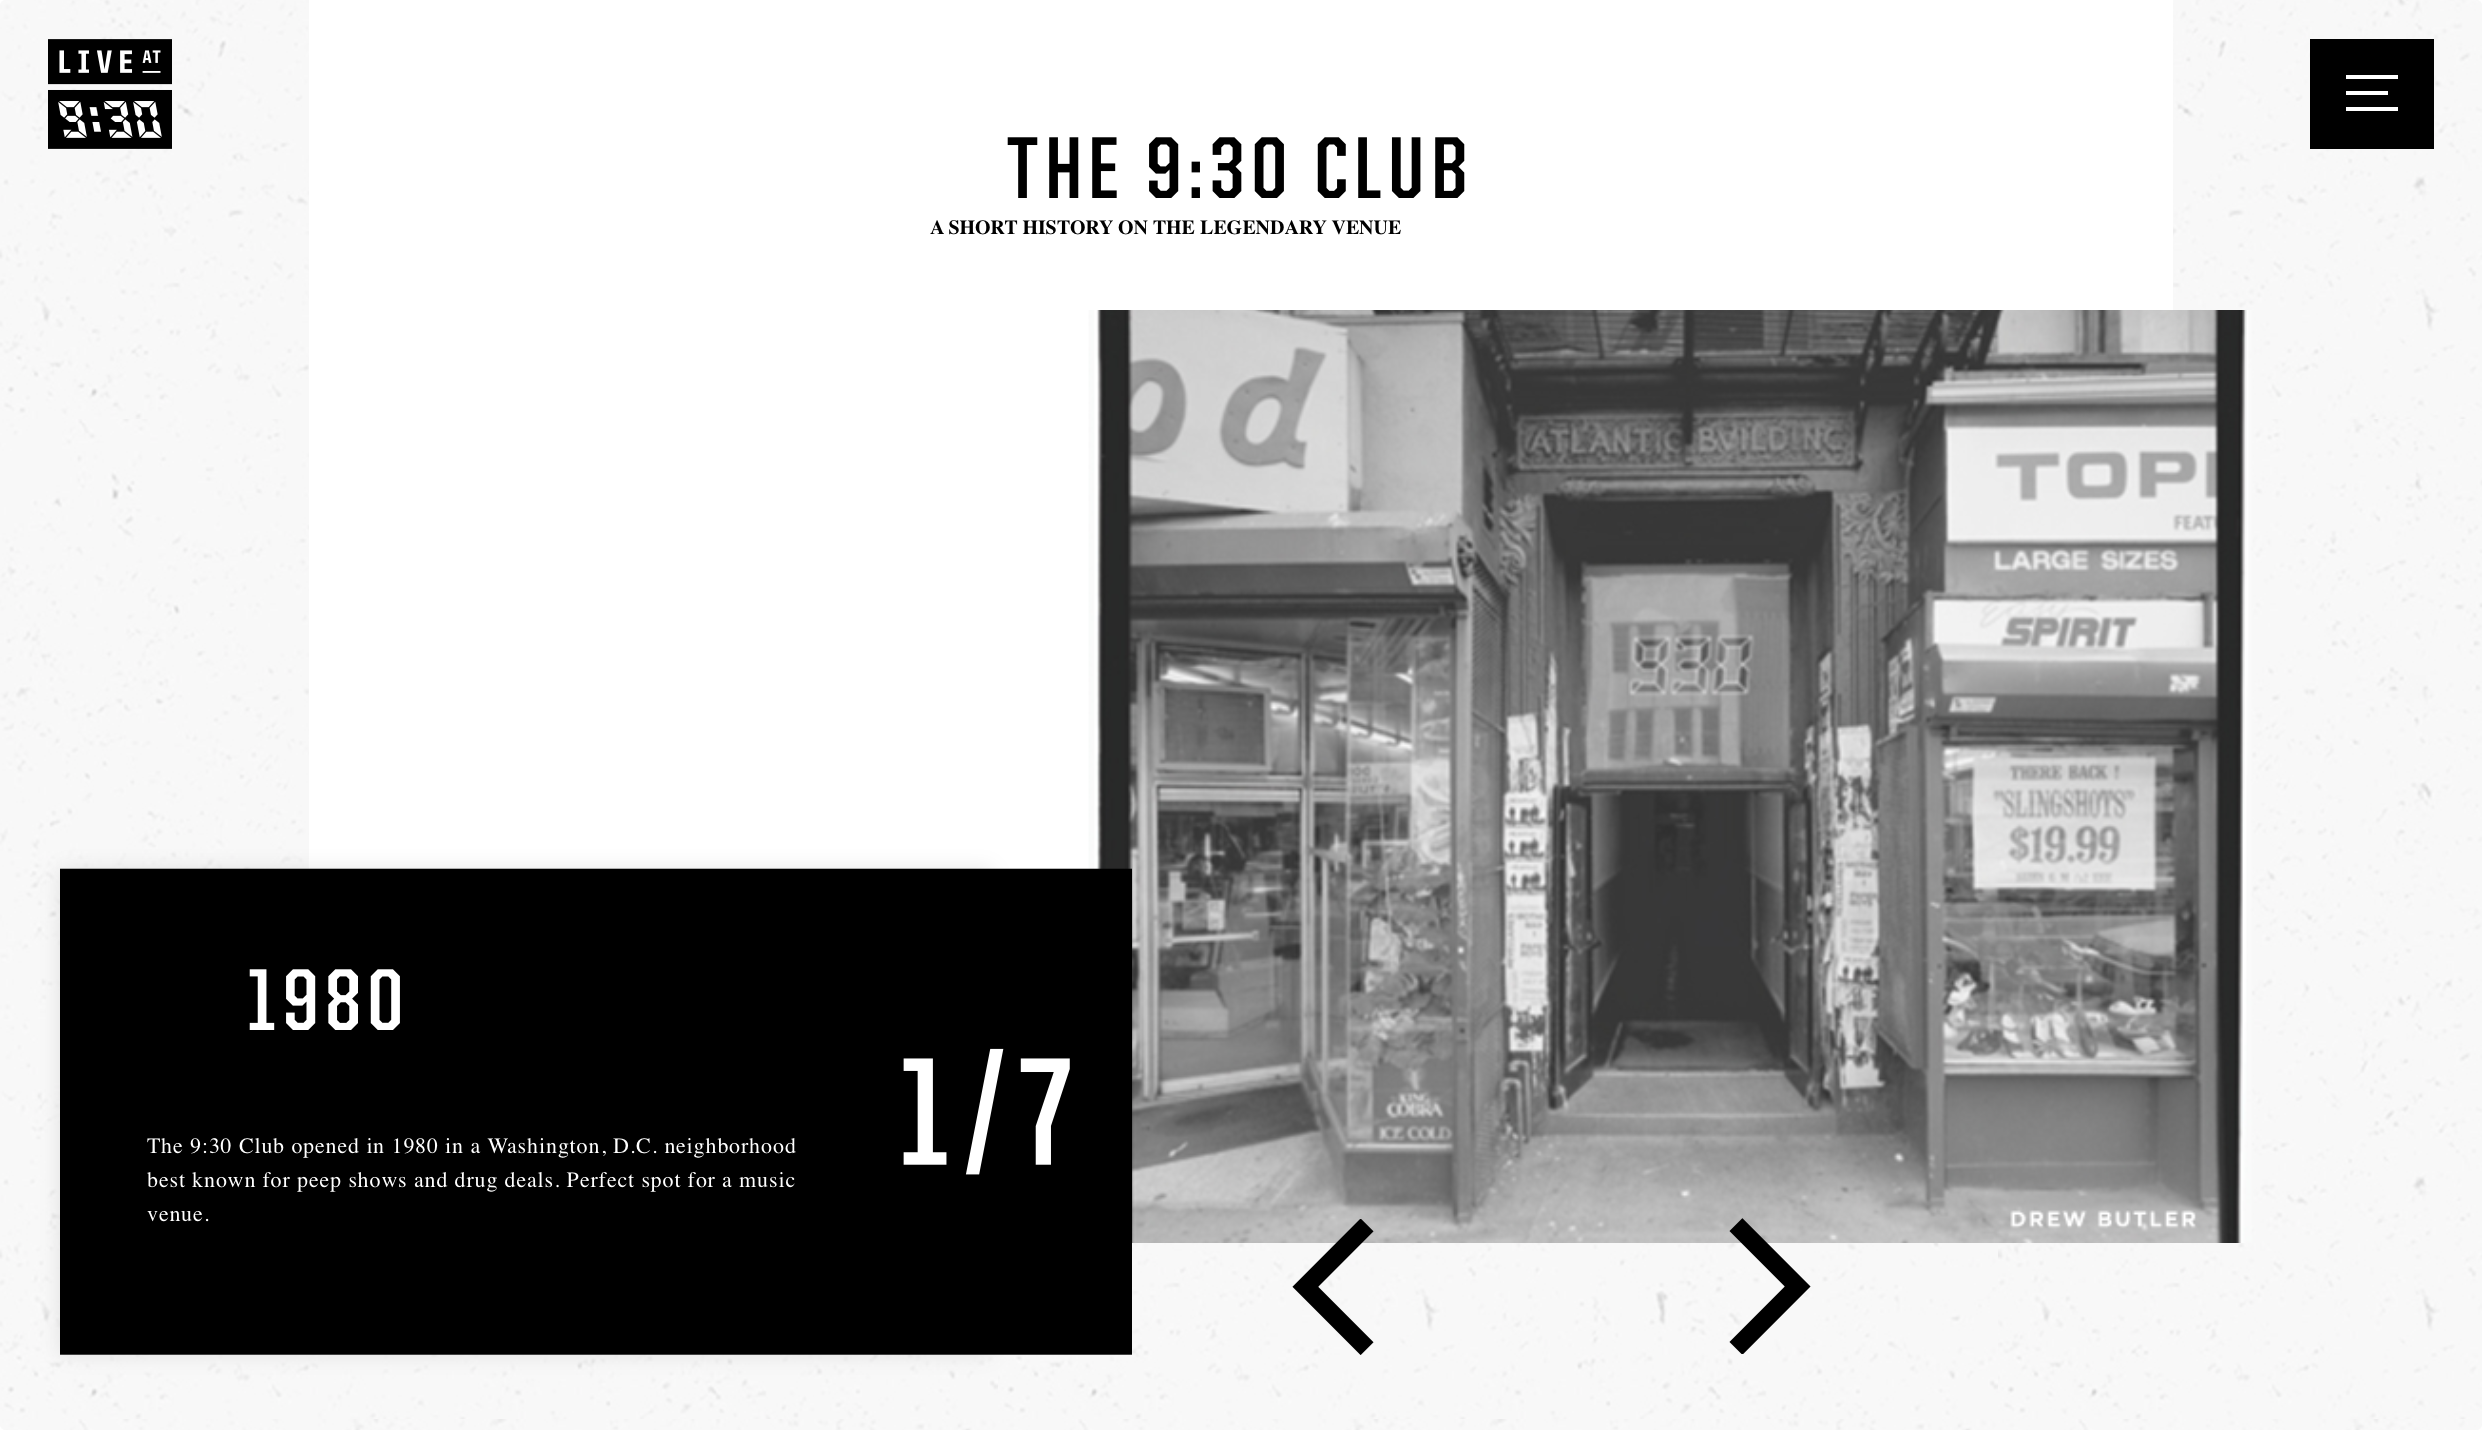 LIVE AT
9:30
THE 9:30 CLUB
A SHORT HISTORY ON THE LEGENDARY VENUE
od
ATLANTIC BUILDING
TOP
FEAT
LARGE SIZES
SPIRIT
930
THERE BACK !
"SLINGSHOTS"
$19.99
KING
COBRA
ICE COLD
DREW BUTLER
1980
1/7
The 9:30 Club opened in 1980 in a Washington, D.C. neighborhood
best known for peep shows and drug deals. Perfect spot for a music
venue.